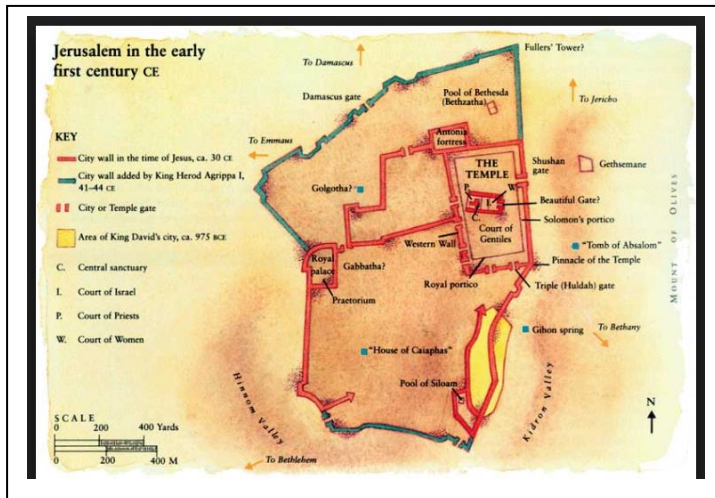 Jerusalem in the early
first century CE
To Damascus
Fullers' Tower?
Damascus gate
Pool of Bethesda
(Bethzatha)
To Jericho
KEY
To Emmaus
Antonia
fortress
City wall in the time of Jesus, ca. 30 CE
THE
TEMPLE
Shushan
gate
Gethsemane
City wall added by King Herod Agrippa I,
41–44 CE
Golgotha?
P.
W.
I.
C.
Beautiful Gate?
City or Temple gate
Solomon's portico
Court of
Gentiles
MOUNT OF OLIVES
Area of King David's city, ca. 975 BCE
Western Wall
"Tomb of Absalom"
Royal
palace
Gabbatha?
Pinnacle of the Temple
C. Central sanctuary
Royal portico
Triple (Huldah) gate
I. Court of Israel
Praetorium
P. Court of Priests
Gihon spring
To Bethany
W. Court of Women
"House of Caiaphas"
Pool of Siloam
Hinnom Valley
Kidron Valley
N
SCALE
0 200 400 Yards
0 200 400 M
To Bethlehem